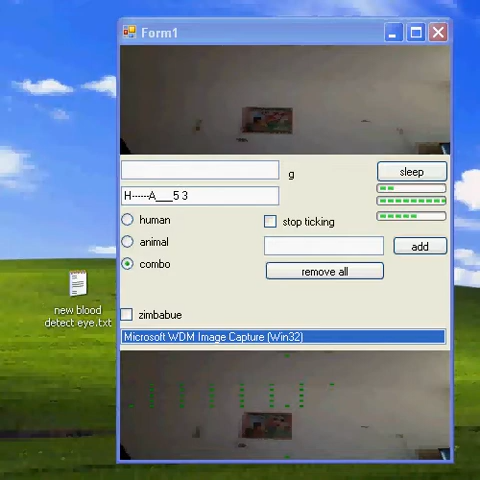 Form1
g
sleep
H------A___5 3
human
stop ticking
animal
add
combo
remove all
new blood
detect eye.txt
zimbabue
Microsoft WDM Image Capture (Win32)